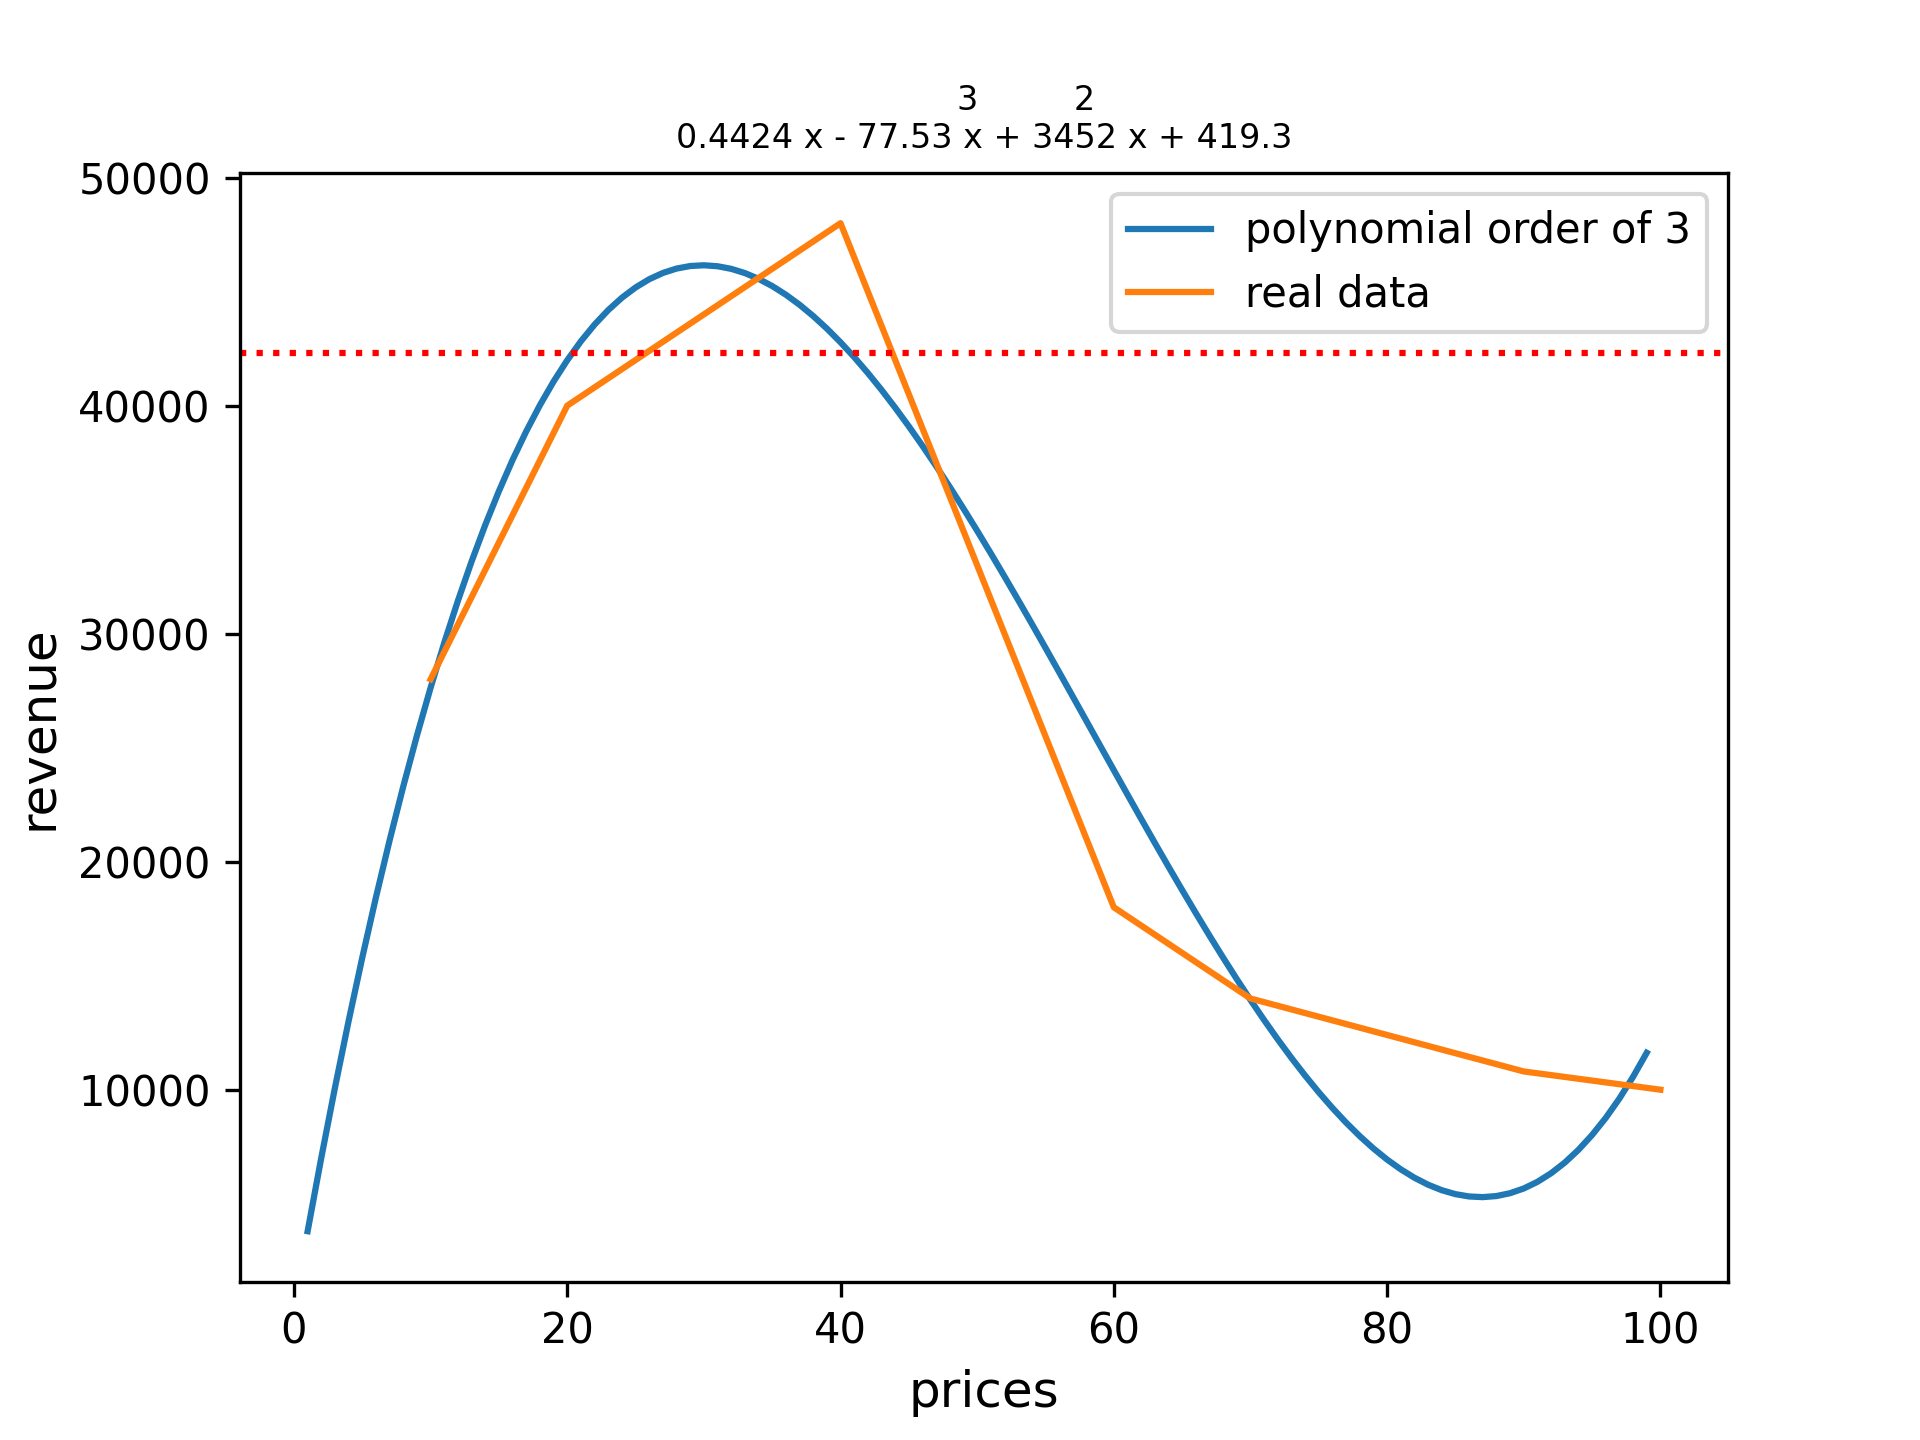 3 2
0.4424 x - 77.53 x + 3452 x + 419.3
50000
40000
30000
20000
10000
revenue
polynomial order of 3
real data
0 20 40 60 80 100
prices